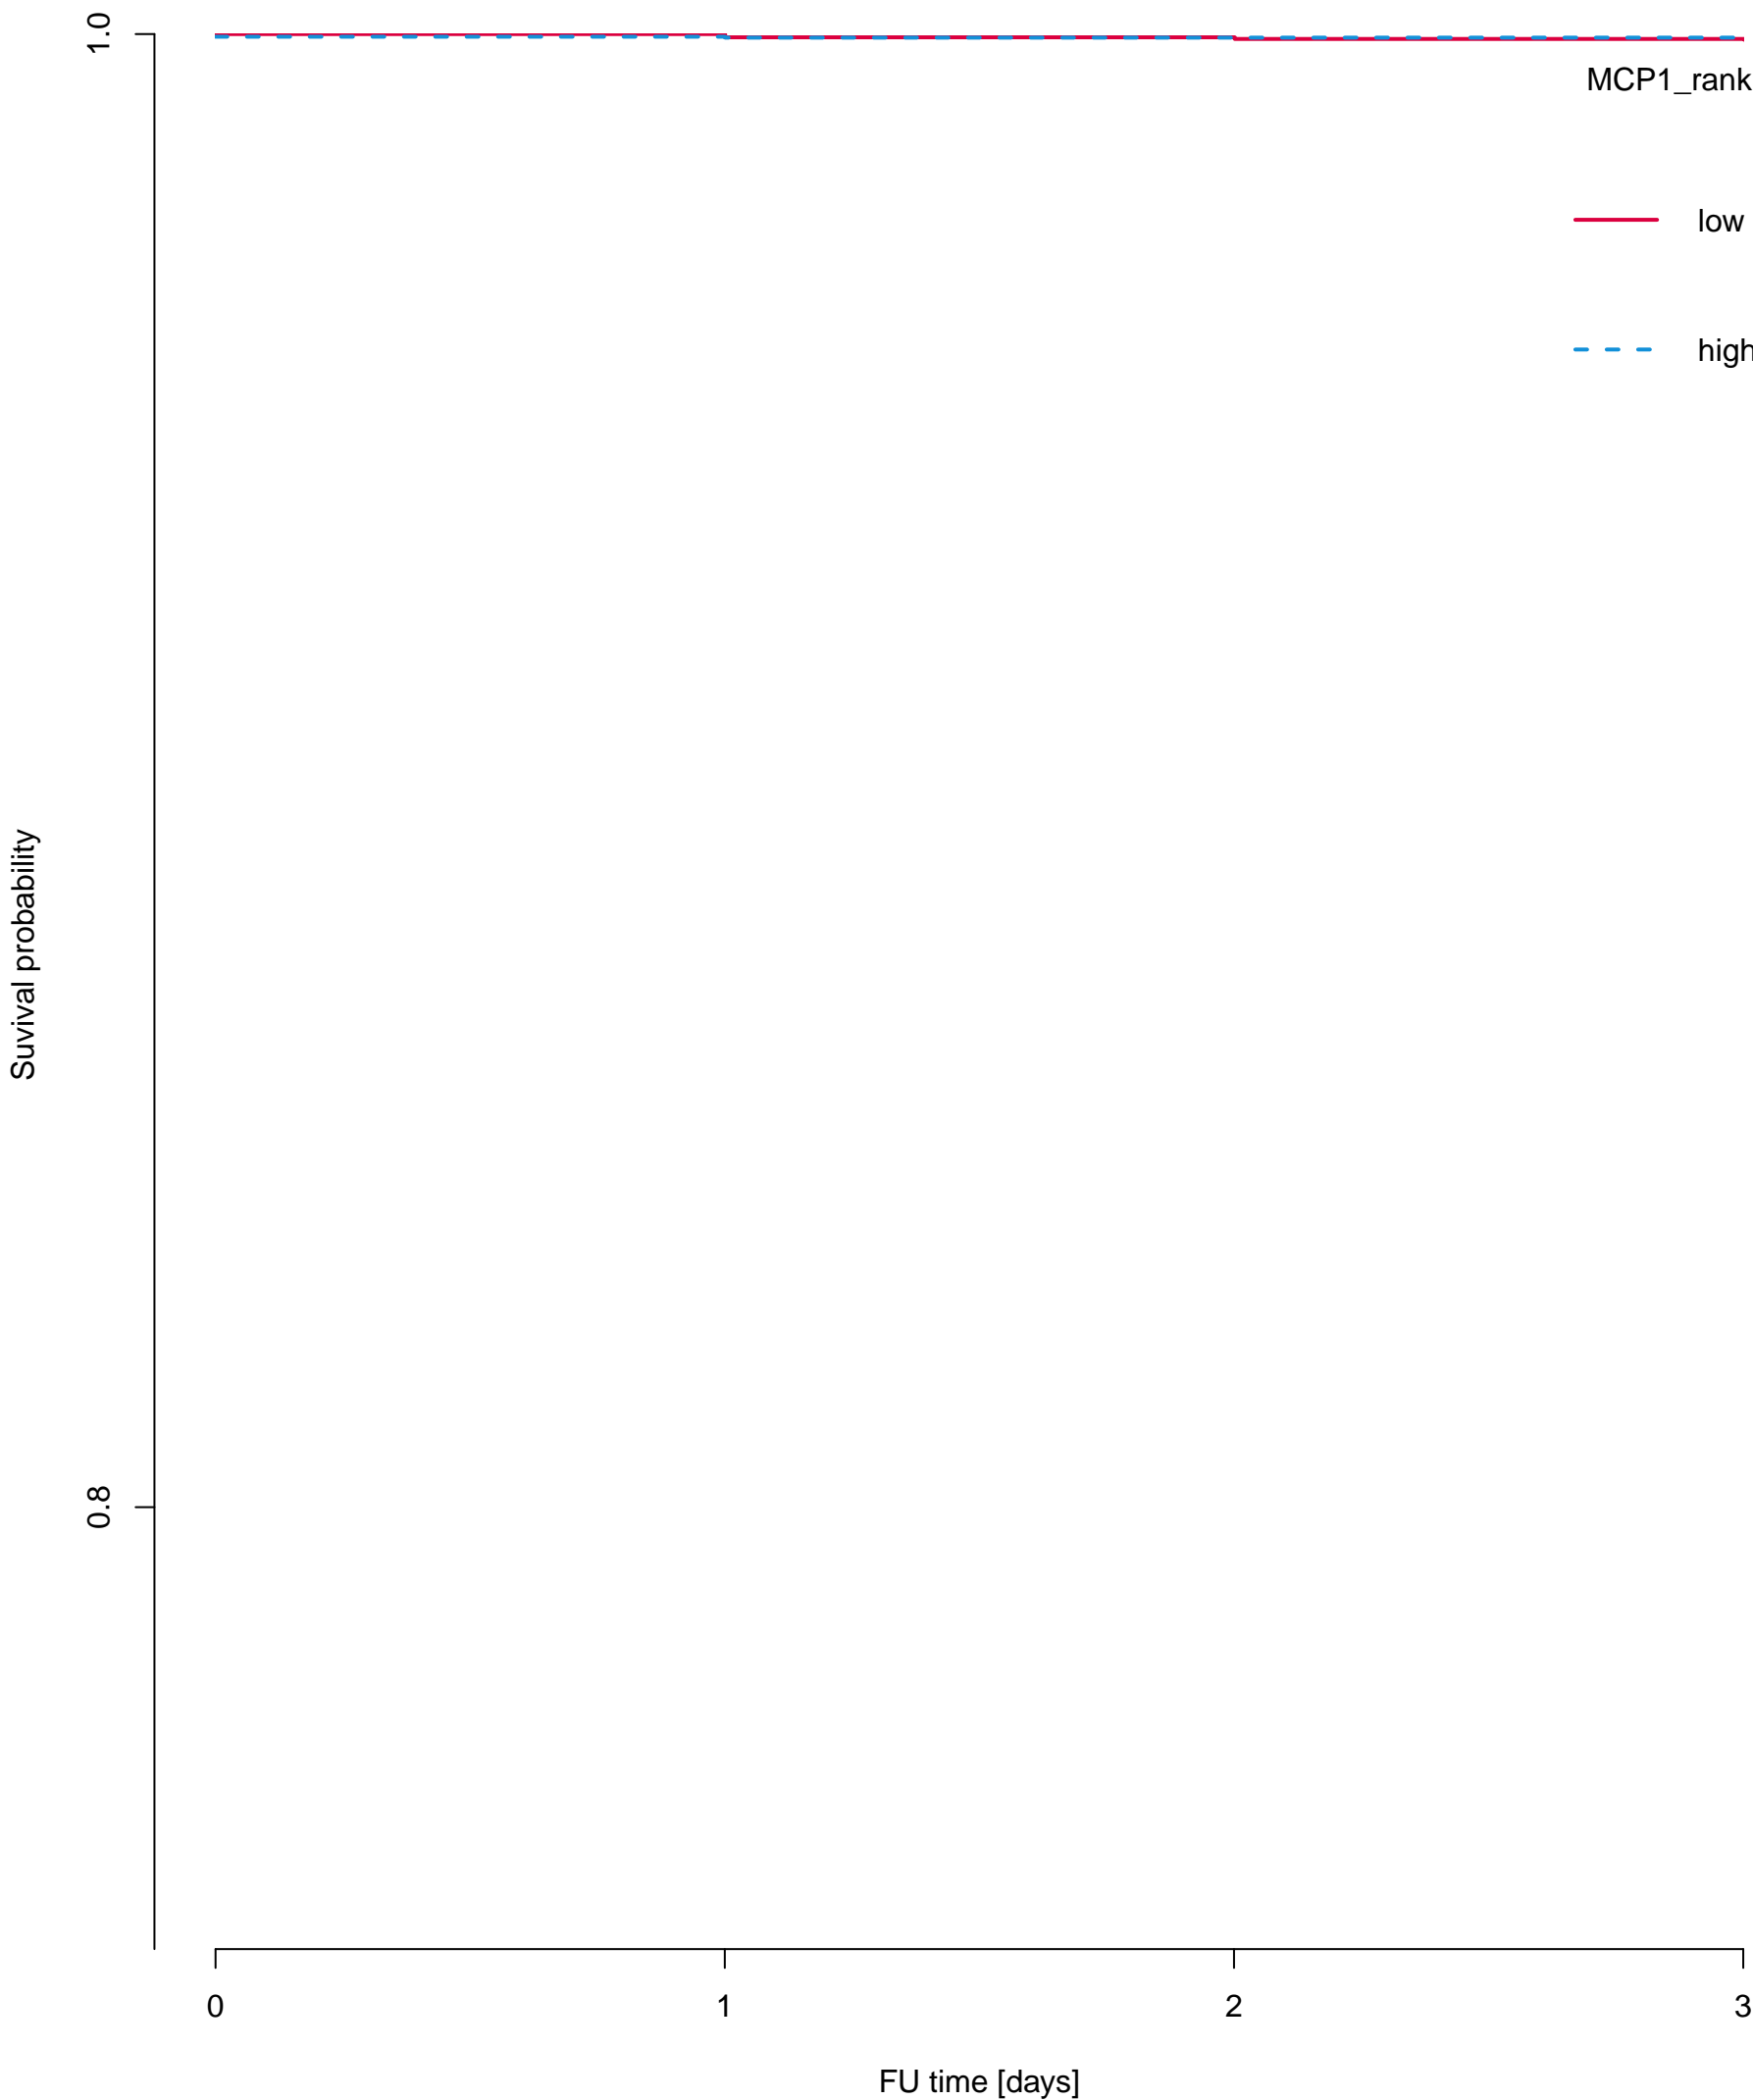 1.0
MCP1_rank
low
high
Suvival probability
0.8
0 1 2 3
FU time [days]